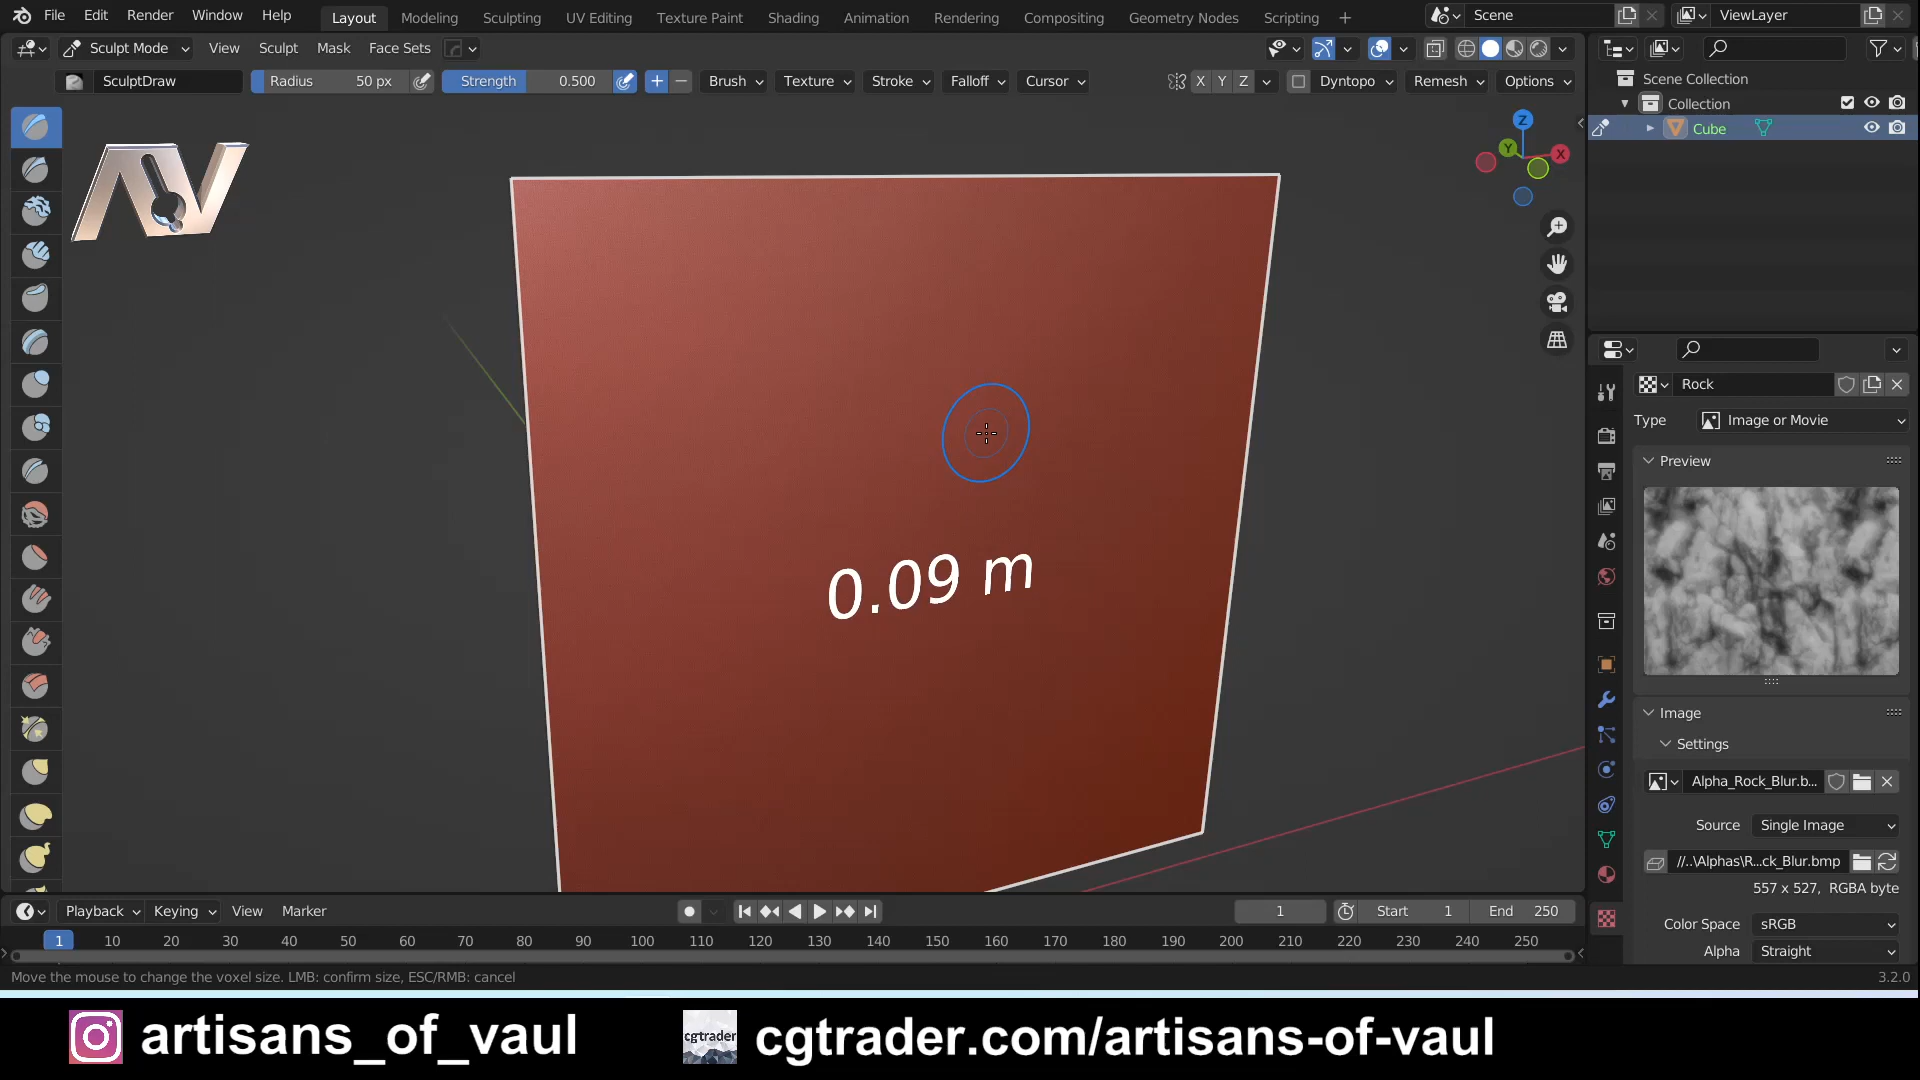 File Edit Render Window Help Layout Modeling Sculpting UV Editing Texture Paint Shading Animation Rendering Compositing Geometry Nodes Scripting + Scene ViewLayer
Sculpt Mode View Sculpt Mask Face Sets
SculptDraw Radius 50 px Strength 0.500 + − Brush Texture Stroke Falloff Cursor X Y Z Dyntopo Remesh Options
Scene Collection
Collection
Cube
Z
Y X
Rock
Type Image or Movie
Preview
0.09 m
Image
Settings
Alpha_Rock_Blur.b...
Source Single Image
//..\Alphas\R...ck_Blur.bmp
557 x 527, RGBA byte
Color Space sRGB
Alpha Straight
Playback Keying View Marker 1 Start 1 End 250
1 10 20 30 40 50 60 70 80 90 100 110 120 130 140 150 160 170 180 190 200 210 220 230 240 250
Move the mouse to change the voxel size. LMB: confirm size, ESC/RMB: cancel 3.2.0
artisans_of_vaul cgtrader cgtrader.com/artisans-of-vaul